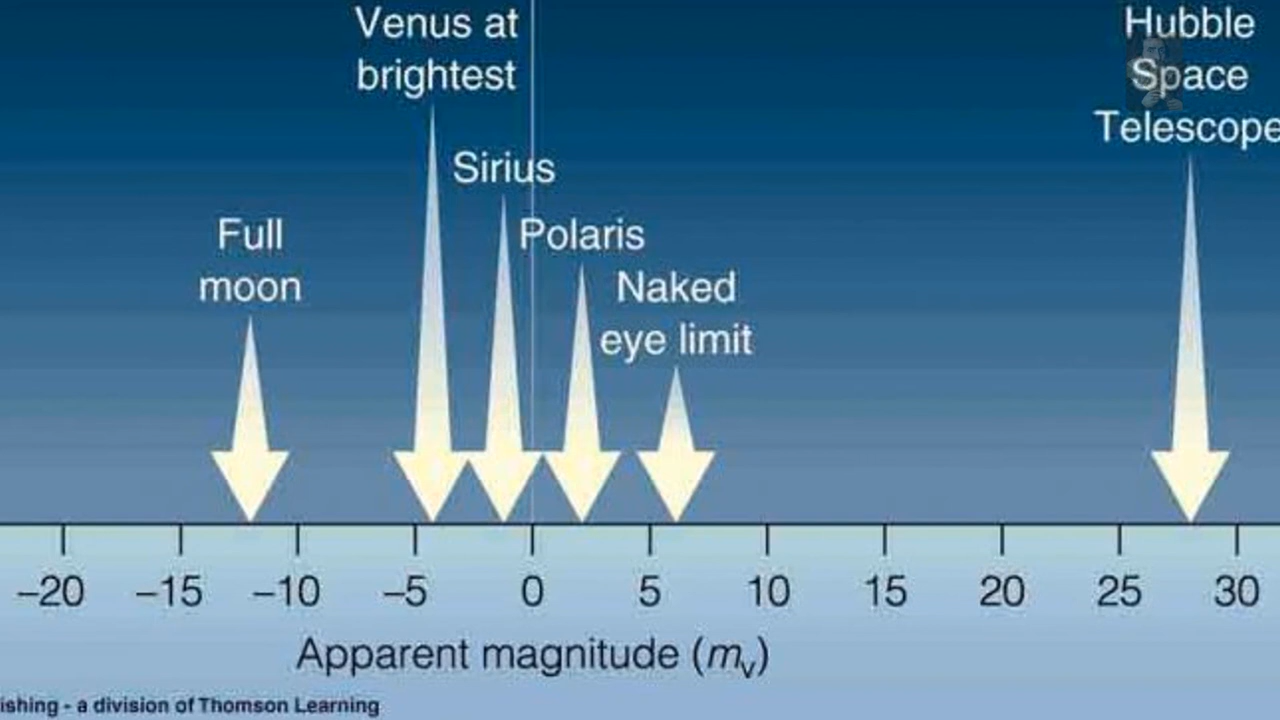 Venus at
brightest
Hubble
Space
Telescope
Sirius
Full
moon
Polaris
Naked
eye limit
–20 –15 –10 –5 0 5 10 15 20 25 30
Apparent magnitude (mv)
ishing - a division of Thomson Learning